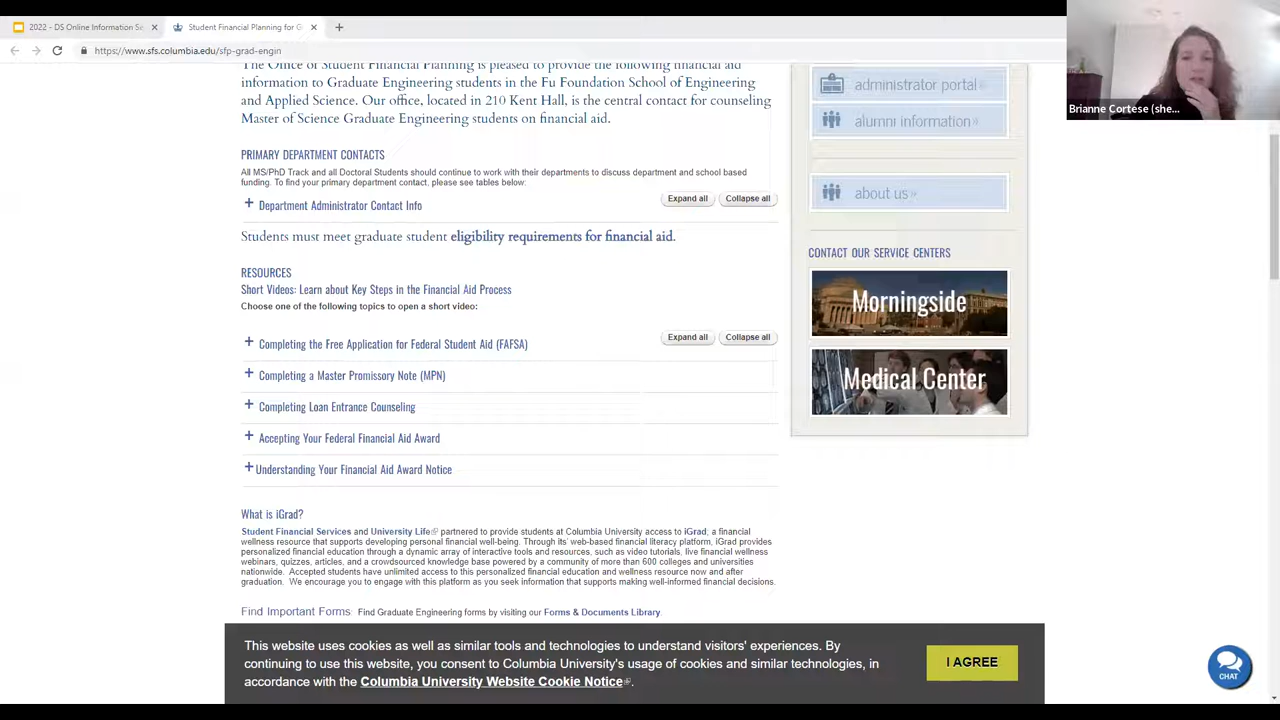 2022 - DS Online Information Se
Student Financial Planning for G
https://www.sfs.columbia.edu/sfp-grad-engin
Brianne Cortese (she...
The Office of Student Financial Planning is pleased to provide the following financial aid
information to Graduate Engineering students in the Fu Foundation School of Engineering
and Applied Science. Our office, located in 210 Kent Hall, is the central contact for counseling
Master of Science Graduate Engineering students on financial aid.
PRIMARY DEPARTMENT CONTACTS
All MS/PhD Track and all Doctoral Students should continue to work with their departments to discuss department and school based
funding. To find your primary department contact, please see tables below:
Expand all Collapse all
+ Department Administrator Contact Info
Students must meet graduate student eligibility requirements for financial aid.
RESOURCES
Short Videos: Learn about Key Steps in the Financial Aid Process
Choose one of the following topics to open a short video:
Expand all Collapse all
+ Completing the Free Application for Federal Student Aid (FAFSA)
+ Completing a Master Promissory Note (MPN)
+ Completing Loan Entrance Counseling
+ Accepting Your Federal Financial Aid Award
+ Understanding Your Financial Aid Award Notice
What is iGrad?
Student Financial Services and University Life partnered to provide students at Columbia University access to iGrad, a financial
wellness resource that supports developing personal financial well-being. Through its' web-based financial literacy platform, iGrad provides
personalized financial education through a dynamic array of interactive tools and resources, such as video tutorials, live financial wellness
webinars, quizzes, articles, and a crowdsourced knowledge base powered by a community of more than 600 colleges and universities
nationwide. Accepted students have unlimited access to this personalized financial education and wellness resource now and after
graduation. We encourage you to engage with this platform as you seek information that supports making well-informed financial decisions.
Find Important Forms: Find Graduate Engineering forms by visiting our Forms & Documents Library.
administrator portal »
alumni information »
about us »
CONTACT OUR SERVICE CENTERS
Morningside
Medical Center
This website uses cookies as well as similar tools and technologies to understand visitors' experiences. By
continuing to use this website, you consent to Columbia University's usage of cookies and similar technologies, in
accordance with the Columbia University Website Cookie Notice.
I AGREE
CHAT